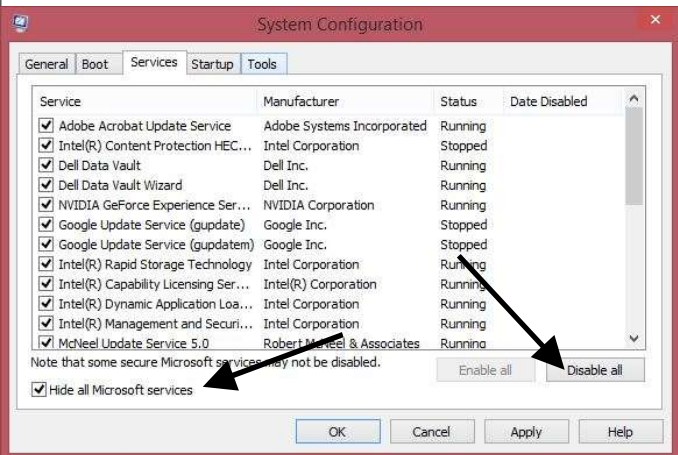 System Configuration
General Boot Services Startup Tools
Service Manufacturer Status Date Disabled
Adobe Acrobat Update Service Adobe Systems Incorporated Running
Intel(R) Content Protection HEC... Intel Corporation Stopped
Dell Data Vault Dell Inc. Running
Dell Data Vault Wizard Dell Inc. Running
NVIDIA GeForce Experience Ser... NVIDIA Corporation Running
Google Update Service (gupdate) Google Inc. Stopped
Google Update Service (gupdatem) Google Inc. Stopped
Intel(R) Rapid Storage Technology Intel Corporation Running
Intel(R) Capability Licensing Ser... Intel(R) Corporation Running
Intel(R) Dynamic Application Loa... Intel Corporation Running
Intel(R) Management and Securi... Intel Corporation Running
McNeel Update Service 5.0 Robert McNeel & Associates Running
Note that some secure Microsoft services may not be disabled.
Enable all Disable all
Hide all Microsoft services
OK Cancel Apply Help